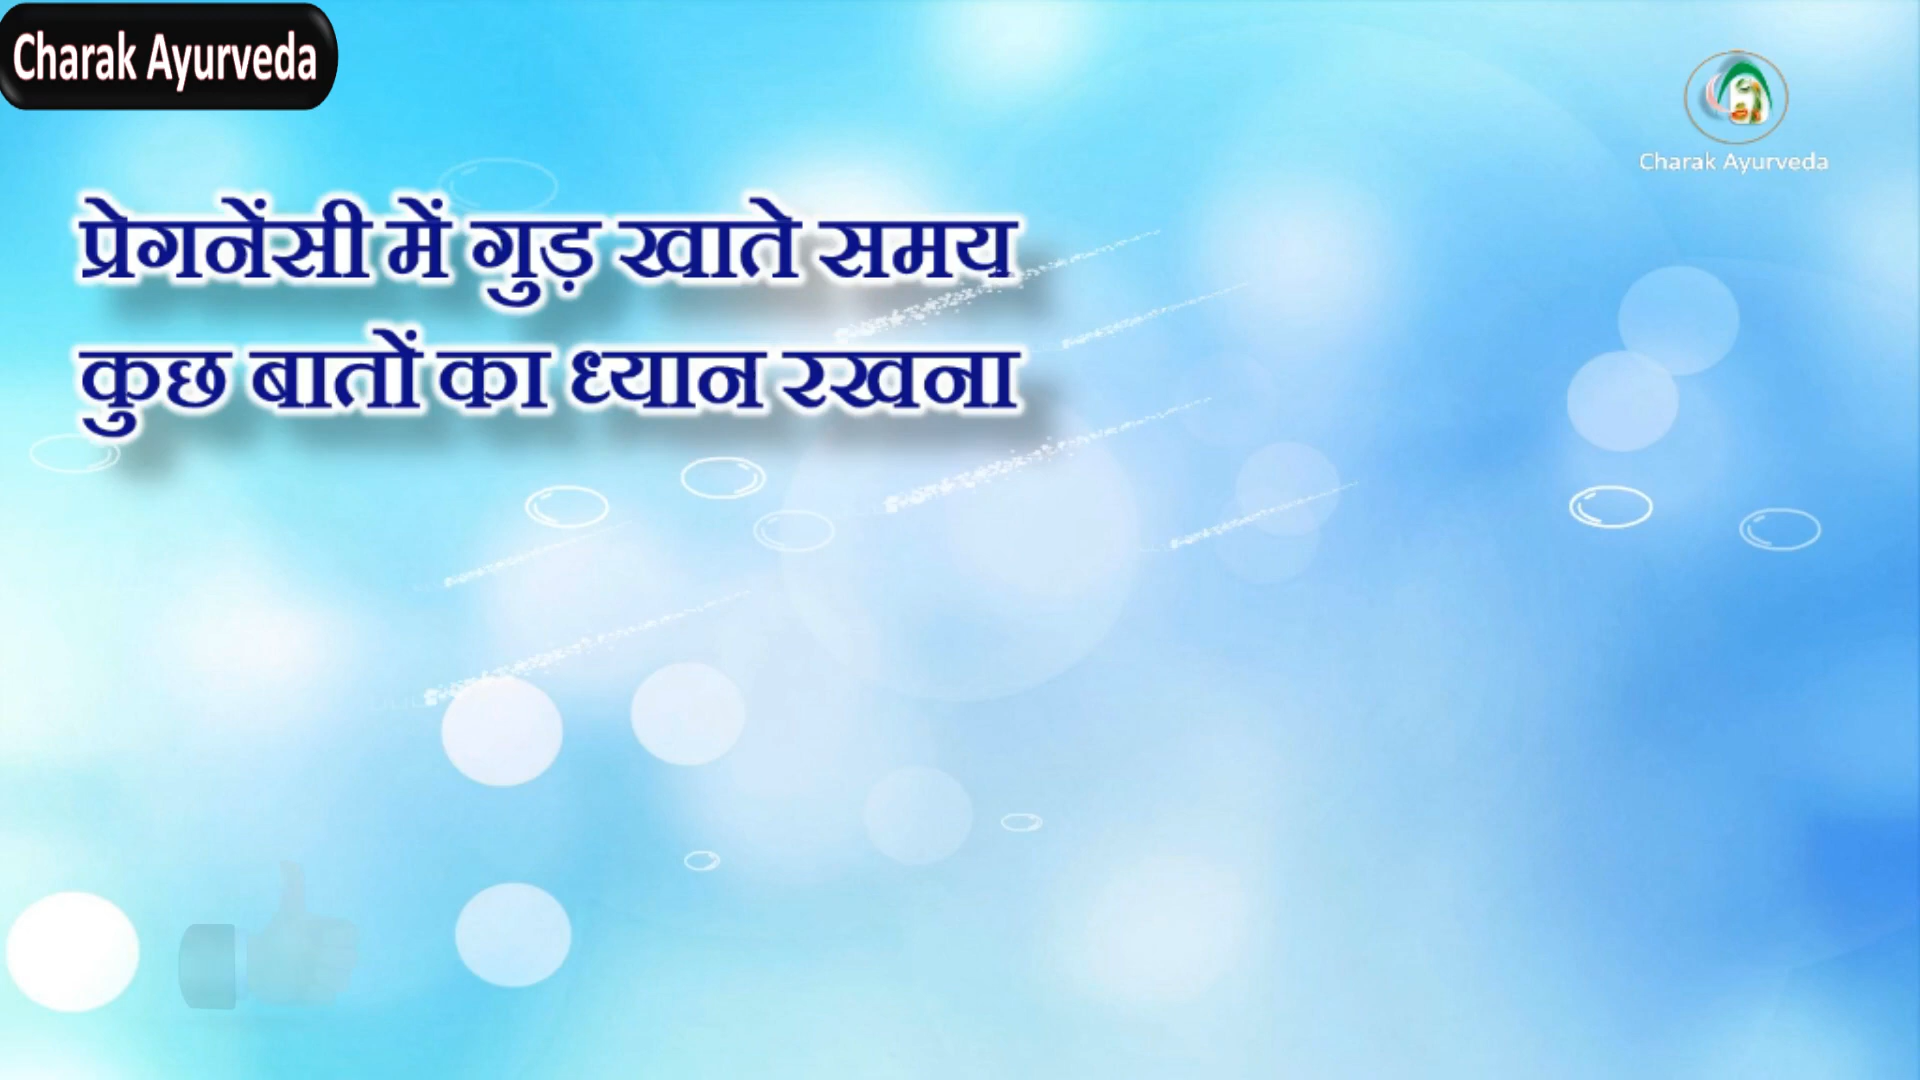 Charak Ayurveda
Charak Ayurveda
प्रेगनेंसी में गुड़ खाते समय
कुछ बातों का ध्यान रखना